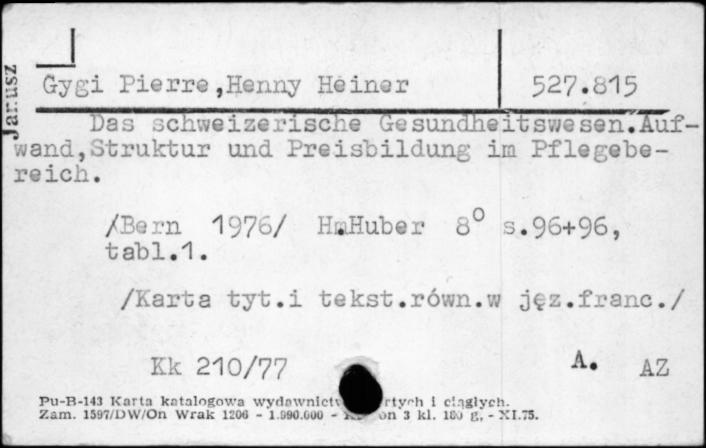 Janusz
Gygi Pierre,Henny Heiner 527.815
Das schweizerische Gesundheitswesen.Auf-
wand,Struktur und Preisbildung im Pflegebe-
reich.
/Bern 1976/ H.Huber 8° s.96+96,
tabl.1.
/Karta tyt.i tekst.równ.w jęz.franc./
Kk 210/77 A. AZ
Pu-B-143 Karta katalogowa i ciągłych.
Zam. 1597/DW/On Wrak 1206 - 1.990.000 - on 3 kl. 180 g. - XI.75.